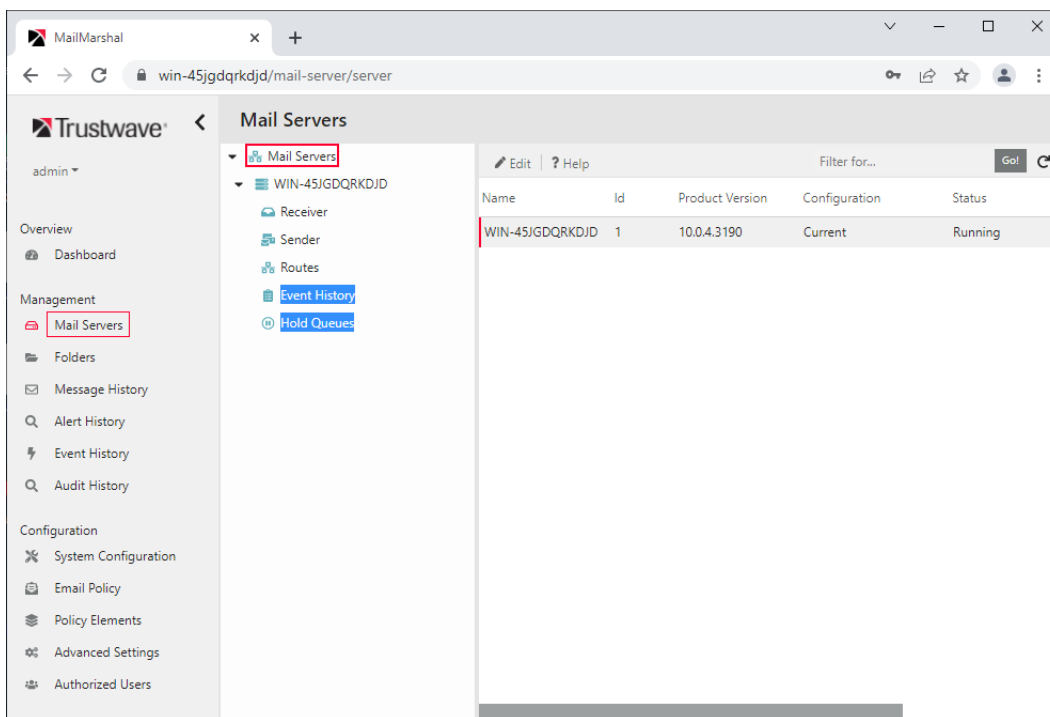 MailMarshal
win-45jgdqrkdjd/mail-server/server
Trustwave
Mail Servers
admin
Overview
Dashboard
Management
Mail Servers
Folders
Message History
Alert History
Event History
Audit History
Configuration
System Configuration
Email Policy
Policy Elements
Advanced Settings
Authorized Users
Mail Servers
WIN-45JGDQRKDJD
Receiver
Sender
Routes
Event History
Hold Queues
Edit ? Help Filter for... Go!
Name Id Product Version Configuration Status
WIN-45JGDQRKDJD 1 10.0.4.3190 Current Running